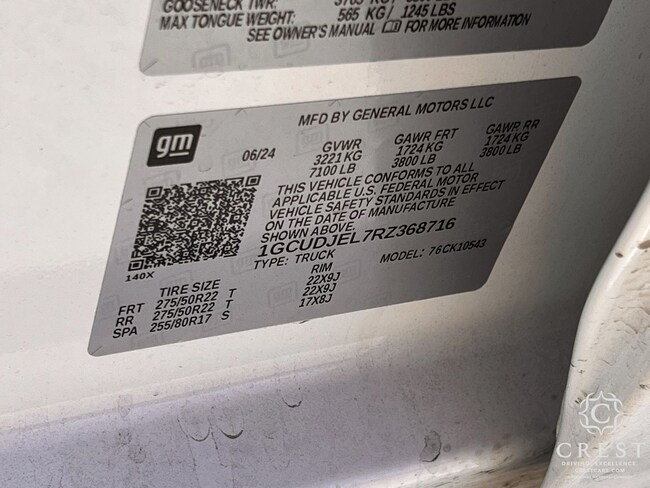 GOOSENECK TWR:
MAX TONGUE WEIGHT: 565 KG / 1245 LBS
SEE OWNER'S MANUAL FOR MORE INFORMATION
MFD BY GENERAL MOTORS LLC
gm
06/24 GVWR GAWR FRT GAWR RR
3221 KG 1724 KG 1724 KG
7100 LB 3800 LB 3800 LB
THIS VEHICLE CONFORMS TO ALL
APPLICABLE U.S. FEDERAL MOTOR
VEHICLE SAFETY STANDARDS IN EFFECT
ON THE DATE OF MANUFACTURE
SHOWN ABOVE.
1GCUDJEL7RZ368716
140X
TYPE: TRUCK MODEL: 76CK10543
TIRE SIZE RIM
FRT 275/50R22 T 22X9J
RR 275/50R22 T 22X9J
SPA 255/80R17 S 17X8J
C
CREST
DRIVING EXCELLENCE